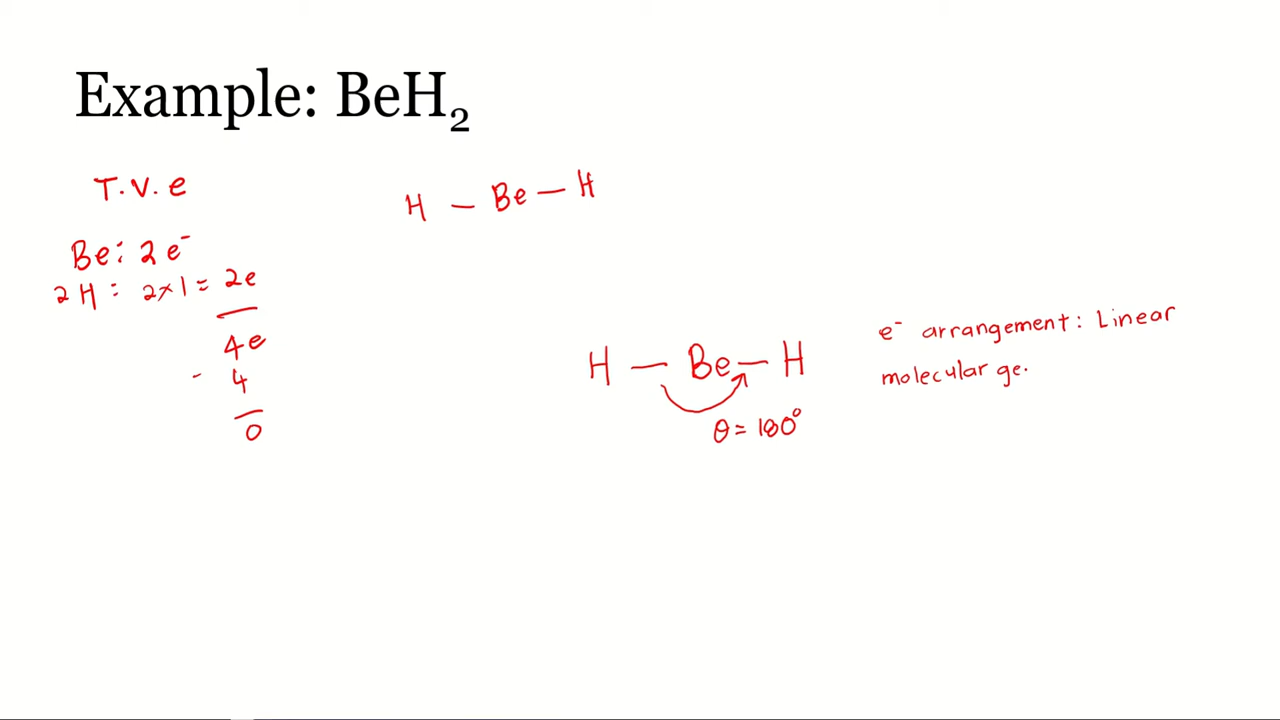 Example: BeH₂
T.V.e
Be: 2e⁻
2H: 2×1 = 2e
4e
- 4
0
H - Be - H
H - Be - H
θ = 180°
e⁻ arrangement: Linear
molecular ge.